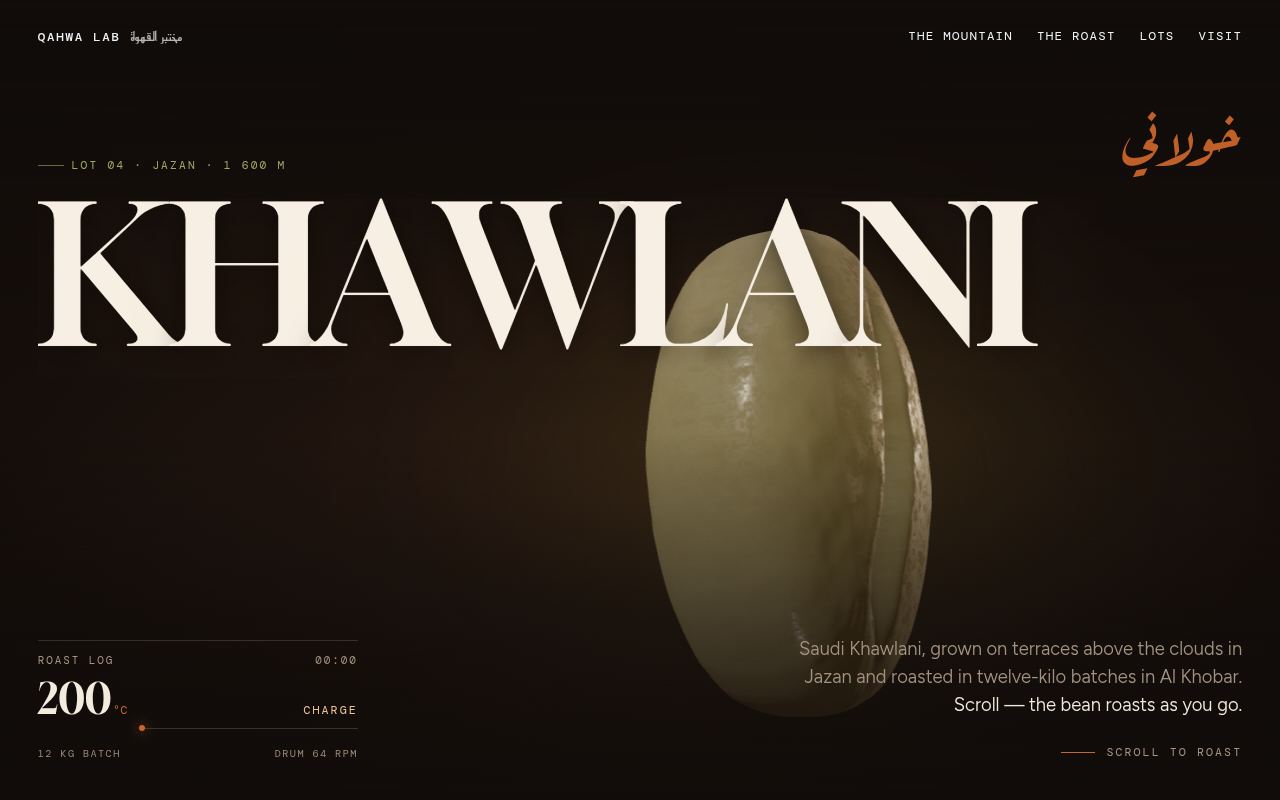 QAHWA LAB مختبر القهوة
THE MOUNTAIN THE ROAST LOTS VISIT
خولاني
LOT 04 · JAZAN · 1 600 M
KHAWLANI
ROAST LOG 00:00
200 °C CHARGE
12 KG BATCH DRUM 64 RPM
Saudi Khawlani, grown on terraces above the clouds in
Jazan and roasted in twelve-kilo batches in Al Khobar.
Scroll — the bean roasts as you go.
SCROLL TO ROAST